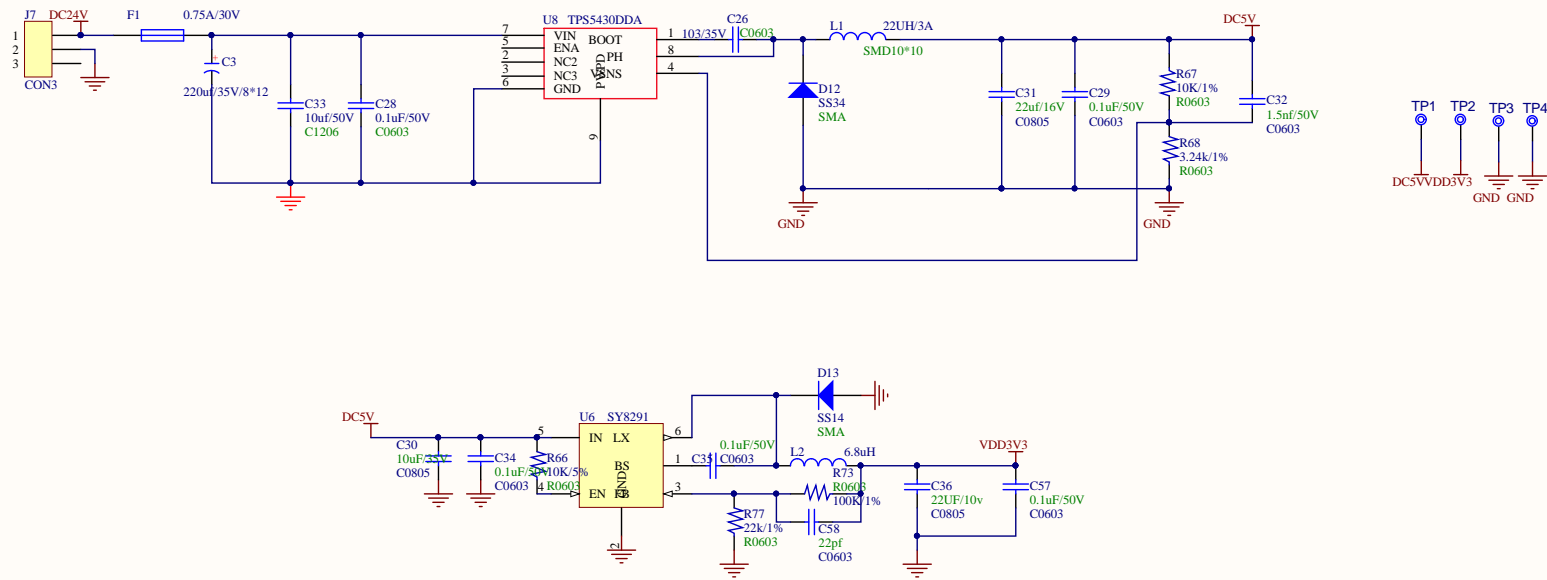 J7 DC24V
F1 0.75A/30V
1
2
3
CON3
C3
220uf/35V/8*12
C33
10uf/50V
C1206
C28
0.1uF/50V
C0603
U8 TPS5430DDA
7 VIN BOOT 1
5 ENA PH 8
2 NC2
3 NC3 VSNS 4
6 GND
PWPD
9
C26
103/35V C0603
L1 22UH/3A
SMD10*10
D12
SS34
SMA
GND
C31
22uf/16V
C0805
C29
0.1uF/50V
C0603
DC5V
R67
10K/1%
R0603
R68
3.24k/1%
R0603
C32
1.5nf/50V
C0603
GND
TP1 TP2 TP3 TP4
DC5V VDD3V3
GND GND
DC5V
C30
10uF/35V
C0805
C34
0.1uF/50V
C0603
R66
10K/5%
R0603
U6 SY8291
5 IN LX 6
BS 1
4 EN FB 3
GND
2
D13
SS14
SMA
0.1uF/50V
C35 C0603
L2 6.8uH
R73
R0603
100K/1%
R77
22k/1%
R0603
C58
22pf
C0603
VDD3V3
C36
22UF/10v
C0805
C57
0.1uF/50V
C0603